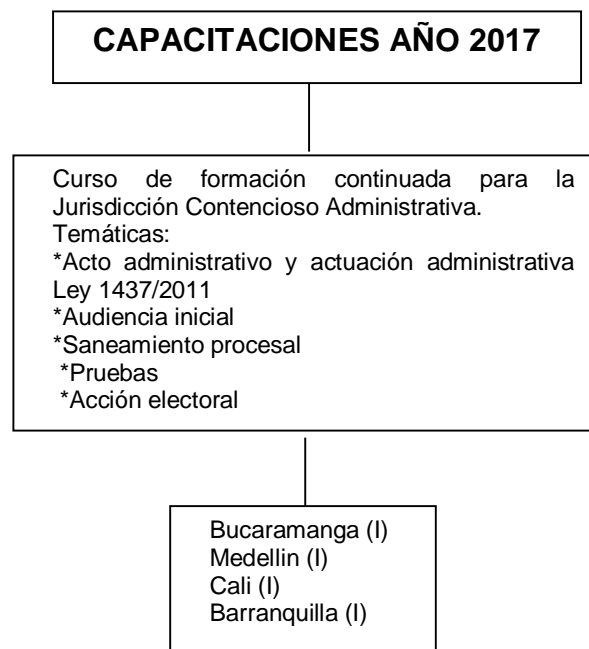 CAPACITACIONES AÑO 2017
Curso de formación continuada para la
Jurisdicción Contencioso Administrativa.
Temáticas:
*Acto administrativo y actuación administrativa
Ley 1437/2011
*Audiencia inicial
*Saneamiento procesal
*Pruebas
*Acción electoral
Bucaramanga (I)
Medellin (I)
Cali (I)
Barranquilla (I)